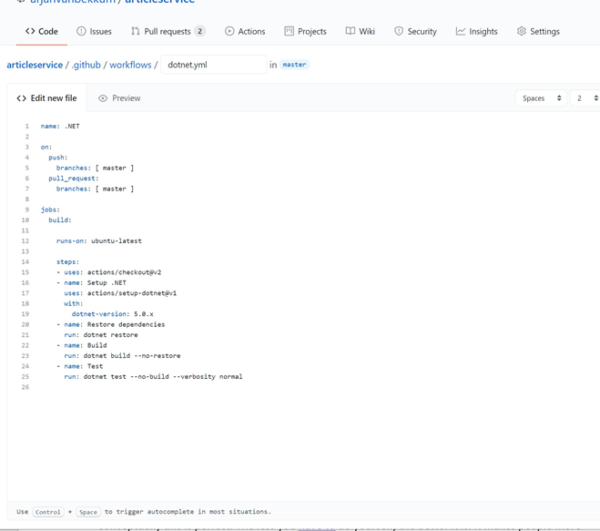 arjanvanbekkum / articleservice
Code Issues Pull requests 2 Actions Projects Wiki Security Insights Settings
articleservice / .github / workflows / dotnet.yml in master
Edit new file Preview Spaces 2
1 name: .NET
2
3 on:
4 push:
5 branches: [ master ]
6 pull_request:
7 branches: [ master ]
8
9 jobs:
10 build:
11
12 runs-on: ubuntu-latest
13
14 steps:
15 - uses: actions/checkout@v2
16 - name: Setup .NET
17 uses: actions/setup-dotnet@v1
18 with:
19 dotnet-version: 5.0.x
20 - name: Restore dependencies
21 run: dotnet restore
22 - name: Build
23 run: dotnet build --no-restore
24 - name: Test
25 run: dotnet test --no-build --verbosity normal
26
Use Control + Space to trigger autocomplete in most situations.